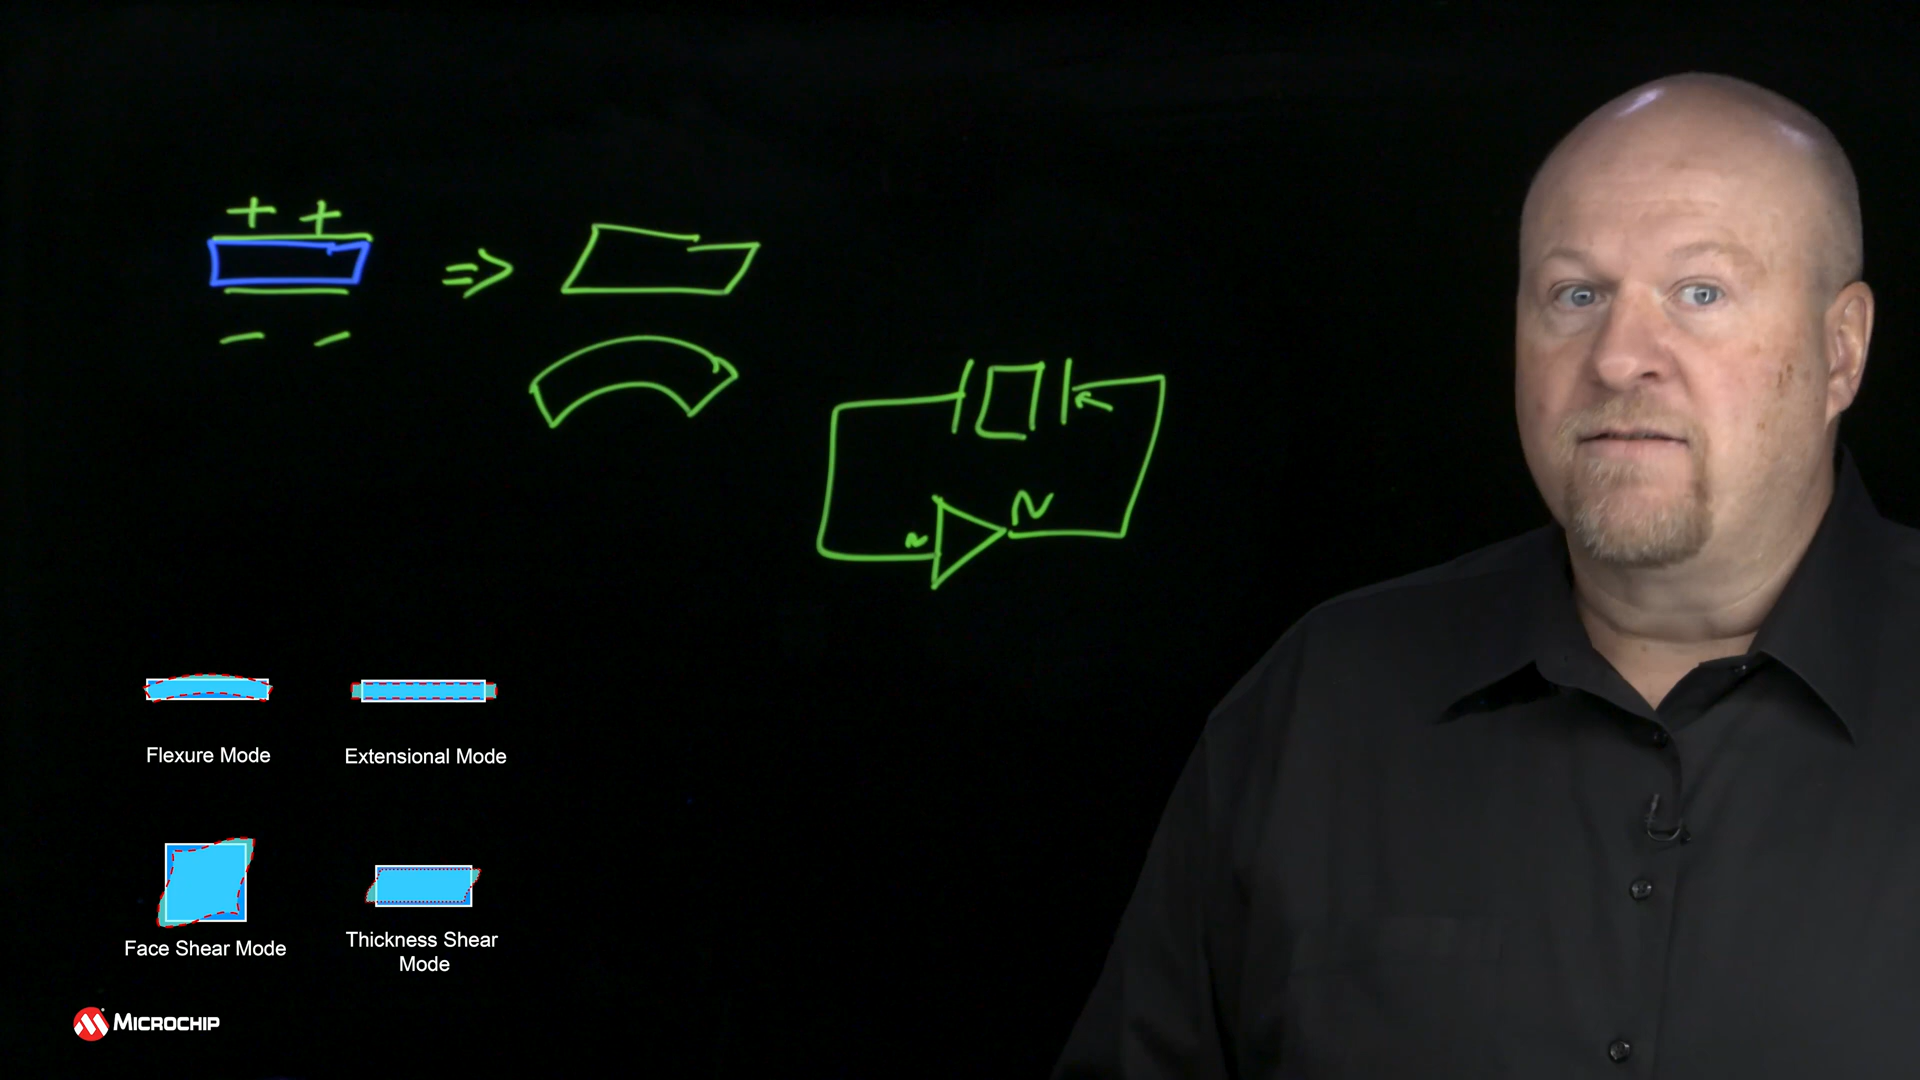 + +
=>
- -
~
N
Flexure Mode
Extensional Mode
Face Shear Mode
Thickness Shear
Mode
MICROCHIP